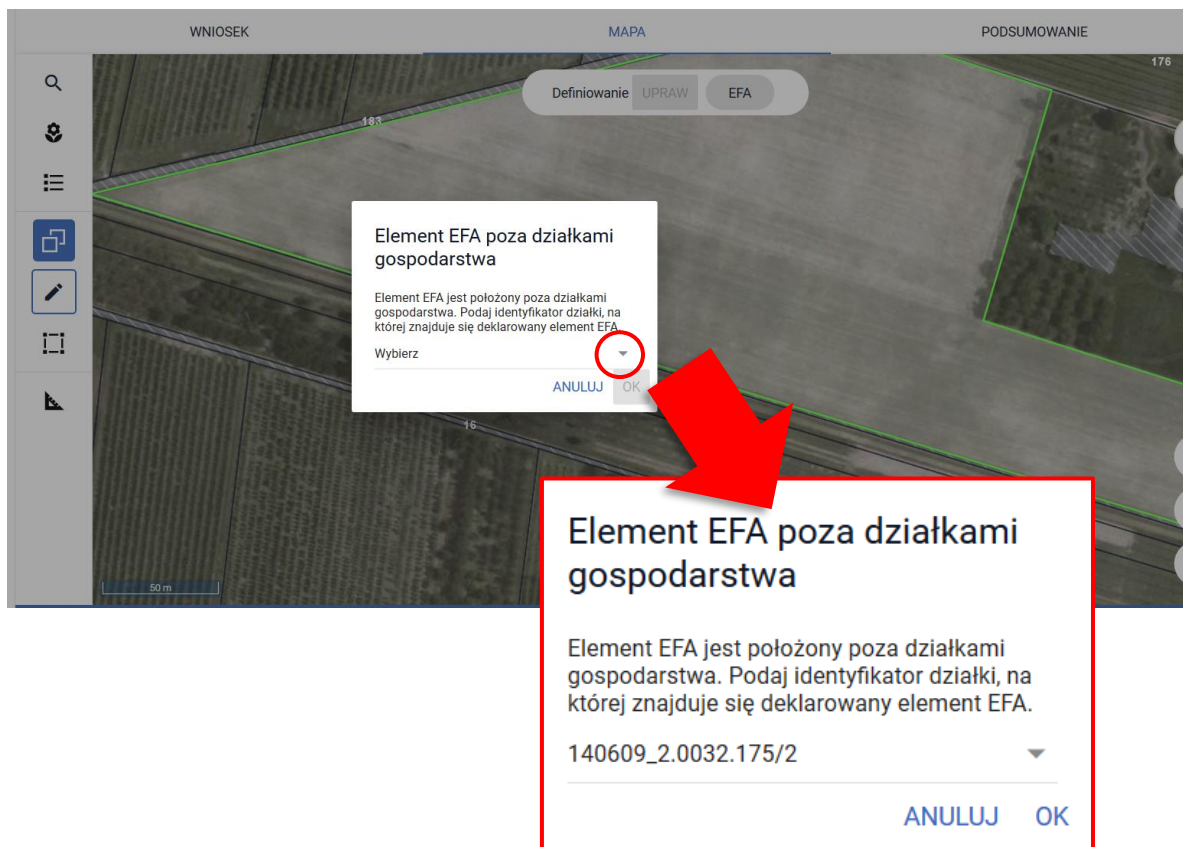 WNIOSEK
MAPA
PODSUMOWANIE
176
Definiowanie UPRAW EFA
183
Element EFA poza działkami
gospodarstwa
Element EFA jest położony poza działkami
gospodarstwa. Podaj identyfikator działki, na
której znajduje się deklarowany element EFA.
Wybierz
ANULUJ OK
16
50 m
Element EFA poza działkami
gospodarstwa
Element EFA jest położony poza działkami
gospodarstwa. Podaj identyfikator działki, na
której znajduje się deklarowany element EFA.
140609_2.0032.175/2
ANULUJ OK